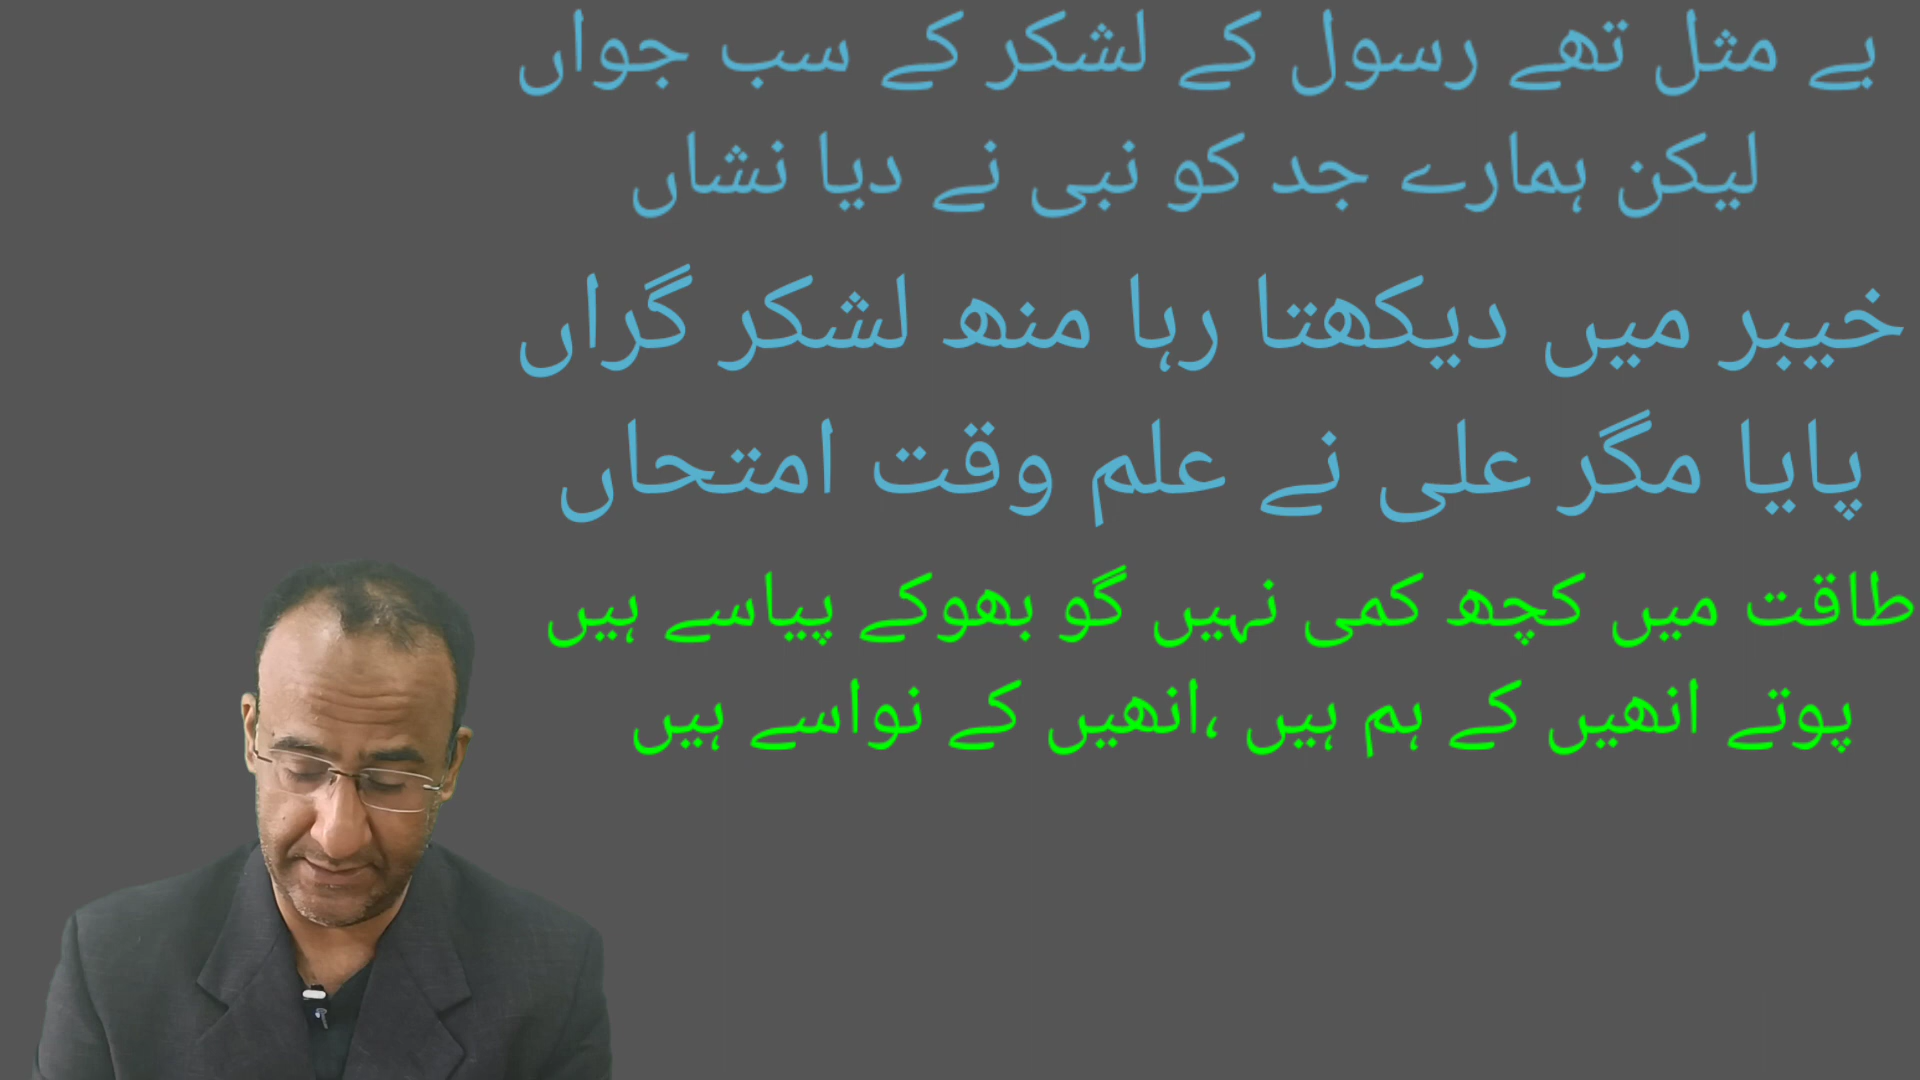 بے مثل تھے رسول کے لشکر کے سب جواں
لیکن ہمارے جد کو نبی نے دیا نشاں
خیبر میں دیکھتا رہا منھ لشکر گراں
پایا مگر علی نے علم وقت امتحاں
طاقت میں کچھ کمی نہیں گو بھوکے پیاسے ہیں
پوتے انھیں کے ہم ہیں ،انھیں کے نواسے ہیں